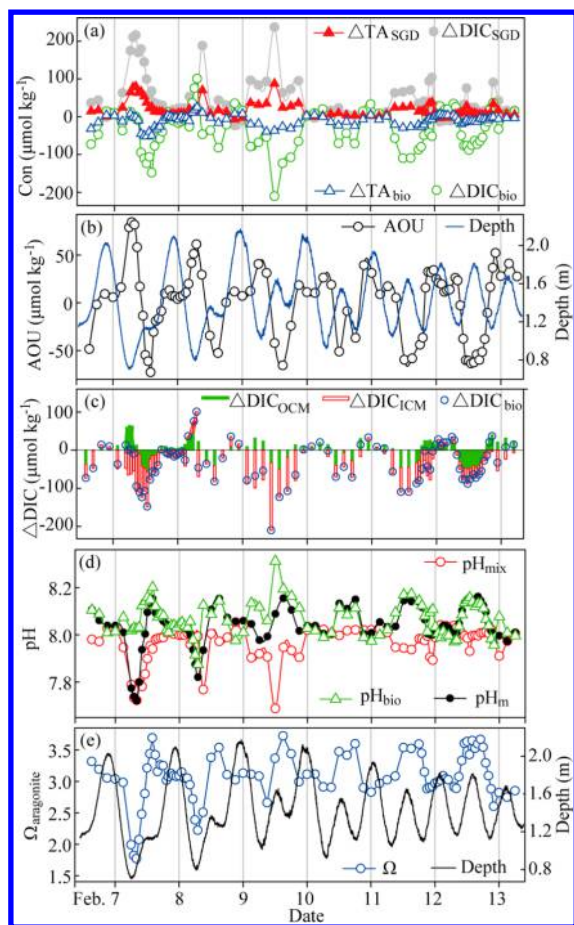 (a)
△TA_SGD △DIC_SGD
200
100
0
-100
-200
Con (μmol kg⁻¹)
△TA_bio △DIC_bio
(b)
AOU Depth
50
0
-50
AOU (μmol kg⁻¹)
2.0
1.6
1.2
0.8
Depth (m)
(c)
△DIC_OCM △DIC_ICM △DIC_bio
100
0
-100
-200
△DIC (μmol kg⁻¹)
(d)
pH_mix
8.2
8.0
7.8
pH
pH_bio pH_m
(e)
3.5
3.0
2.5
2.0
1.5
Ω_aragonite
2.0
1.6
1.2
0.8
Depth (m)
Ω Depth
Feb. 7 8 9 10 11 12 13
Date